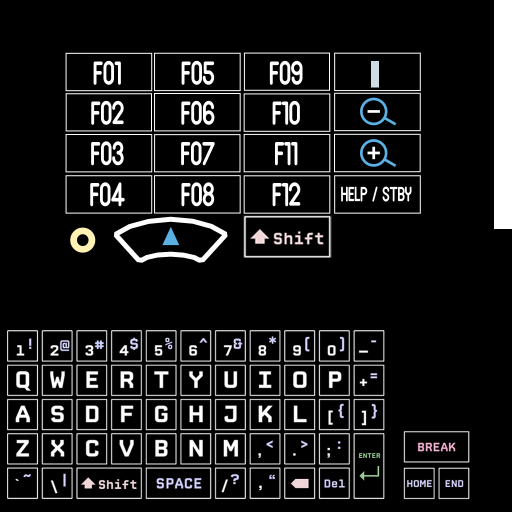 F01 F05 F09
F02 F06 F10
F03 F07 F11
F04 F08 F12 HELP / STBY
Shift
1! 2@ 3# 4$ 5% 6^ 7& 8* 9[ 0] _-
Q W E R T Y U I O P +=
A S D F G H J K L [{ ]}
Z X C V B N M ,< .> ;: ENTER BREAK
`~ \| Shift SPACE /? ,“ Del HOME END